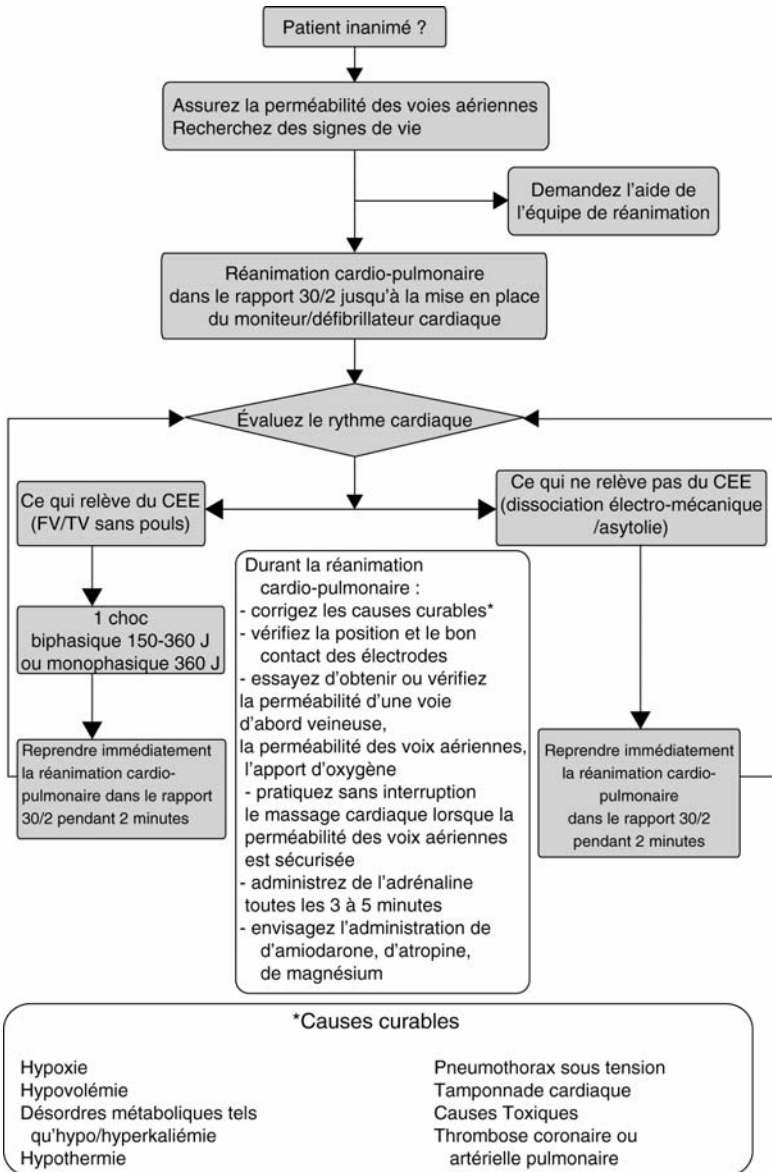 Patient inanimé ?
Assurez la perméabilité des voies aériennes
Recherchez des signes de vie
Demandez l'aide de
l'équipe de réanimation
Réanimation cardio-pulmonaire
dans le rapport 30/2 jusqu'à la mise en place
du moniteur/défibrillateur cardiaque
Évaluez le rythme cardiaque
Ce qui relève du CEE
(FV/TV sans pouls)
Ce qui ne relève pas du CEE
(dissociation électro-mécanique
/asytolie)
1 choc
biphasique 150-360 J
ou monophasique 360 J
Reprendre immédiatement
la réanimation cardio-
pulmonaire dans le rapport
30/2 pendant 2 minutes
Durant la réanimation
cardio-pulmonaire :
- corrigez les causes curables*
- vérifiez la position et le bon
contact des électrodes
- essayez d'obtenir ou vérifiez
la perméabilité d'une voie
d'abord veineuse,
la perméabilité des voix aériennes,
l'apport d'oxygène
- pratiquez sans interruption
le massage cardiaque lorsque la
perméabilité des voix aériennes
est sécurisée
- administrez de l'adrénaline
toutes les 3 à 5 minutes
- envisagez l'administration de
d'amiodarone, d'atropine,
de magnésium
Reprendre immédiatement
la réanimation cardio-
pulmonaire
dans le rapport 30/2
pendant 2 minutes
*Causes curables
Hypoxie
Hypovolémie
Désordres métaboliques tels
qu'hypo/hyperkaliémie
Hypothermie
Pneumothorax sous tension
Tamponnade cardiaque
Causes Toxiques
Thrombose coronaire ou
artérielle pulmonaire